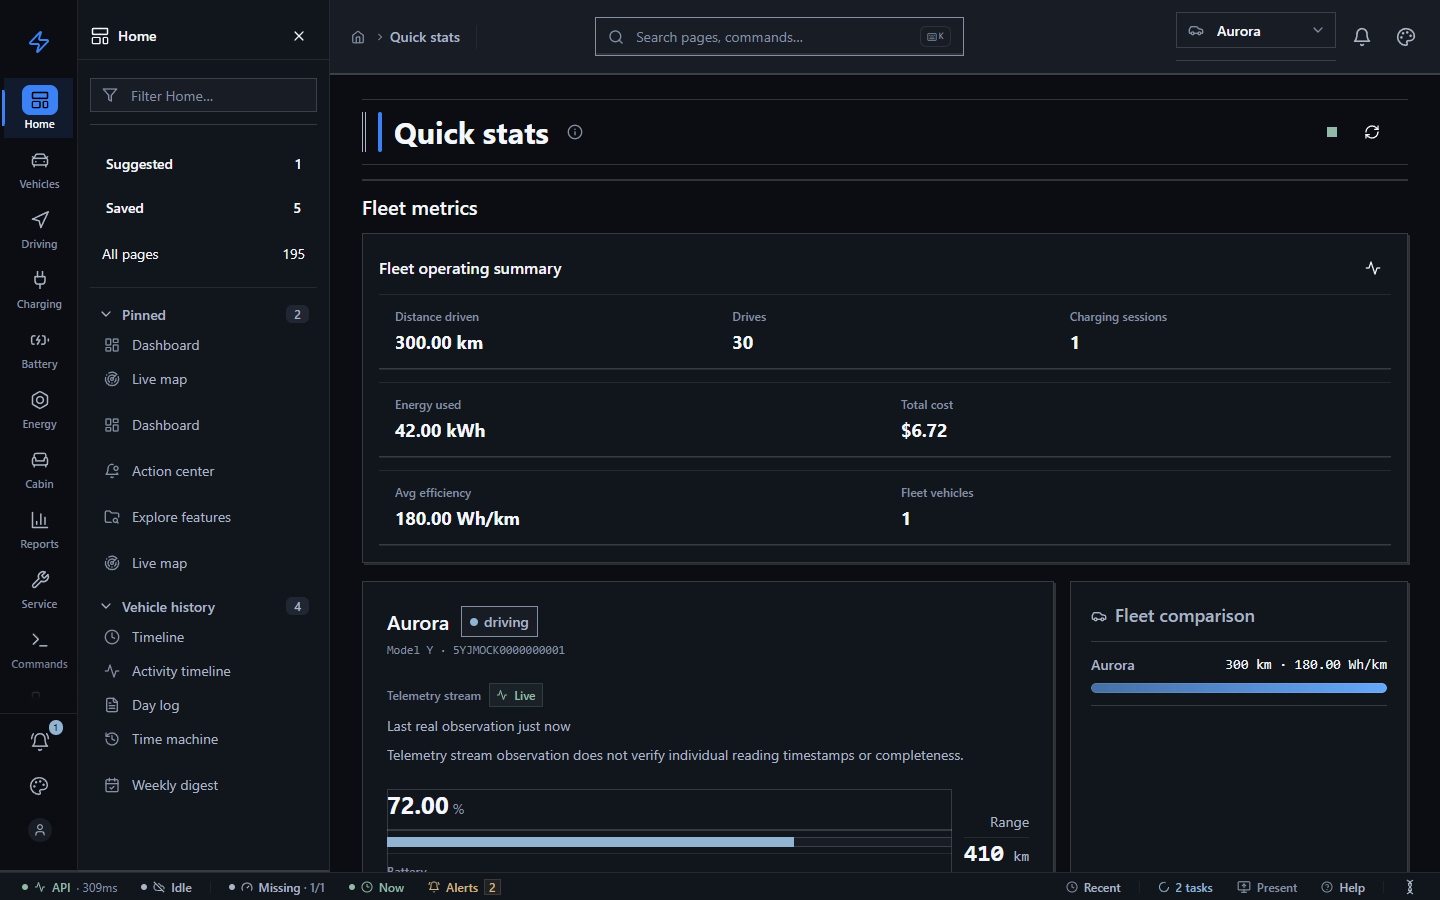 Home
Vehicles
Driving
Charging
Battery
Energy
Cabin
Reports
Service
Commands
1
Home
Filter Home...
Suggested 1
Saved 5
All pages 195
Pinned 2
Dashboard
Live map
Dashboard
Action center
Explore features
Live map
Vehicle history 4
Timeline
Activity timeline
Day log
Time machine
Weekly digest
Quick stats
Search pages, commands...
K
Aurora
Quick stats
Fleet metrics
Fleet operating summary
Distance driven Drives Charging sessions
300.00 km 30 1
Energy used Total cost
42.00 kWh $6.72
Avg efficiency Fleet vehicles
180.00 Wh/km 1
Aurora driving
Model Y · 5YJMOCK0000000001
Telemetry stream Live
Last real observation just now
Telemetry stream observation does not verify individual reading timestamps or completeness.
72.00 %
Battery
Range
410 km
Fleet comparison
Aurora 300 km · 180.00 Wh/km
API · 309ms Idle Missing · 1/1 Now Alerts 2 Recent 2 tasks Present Help